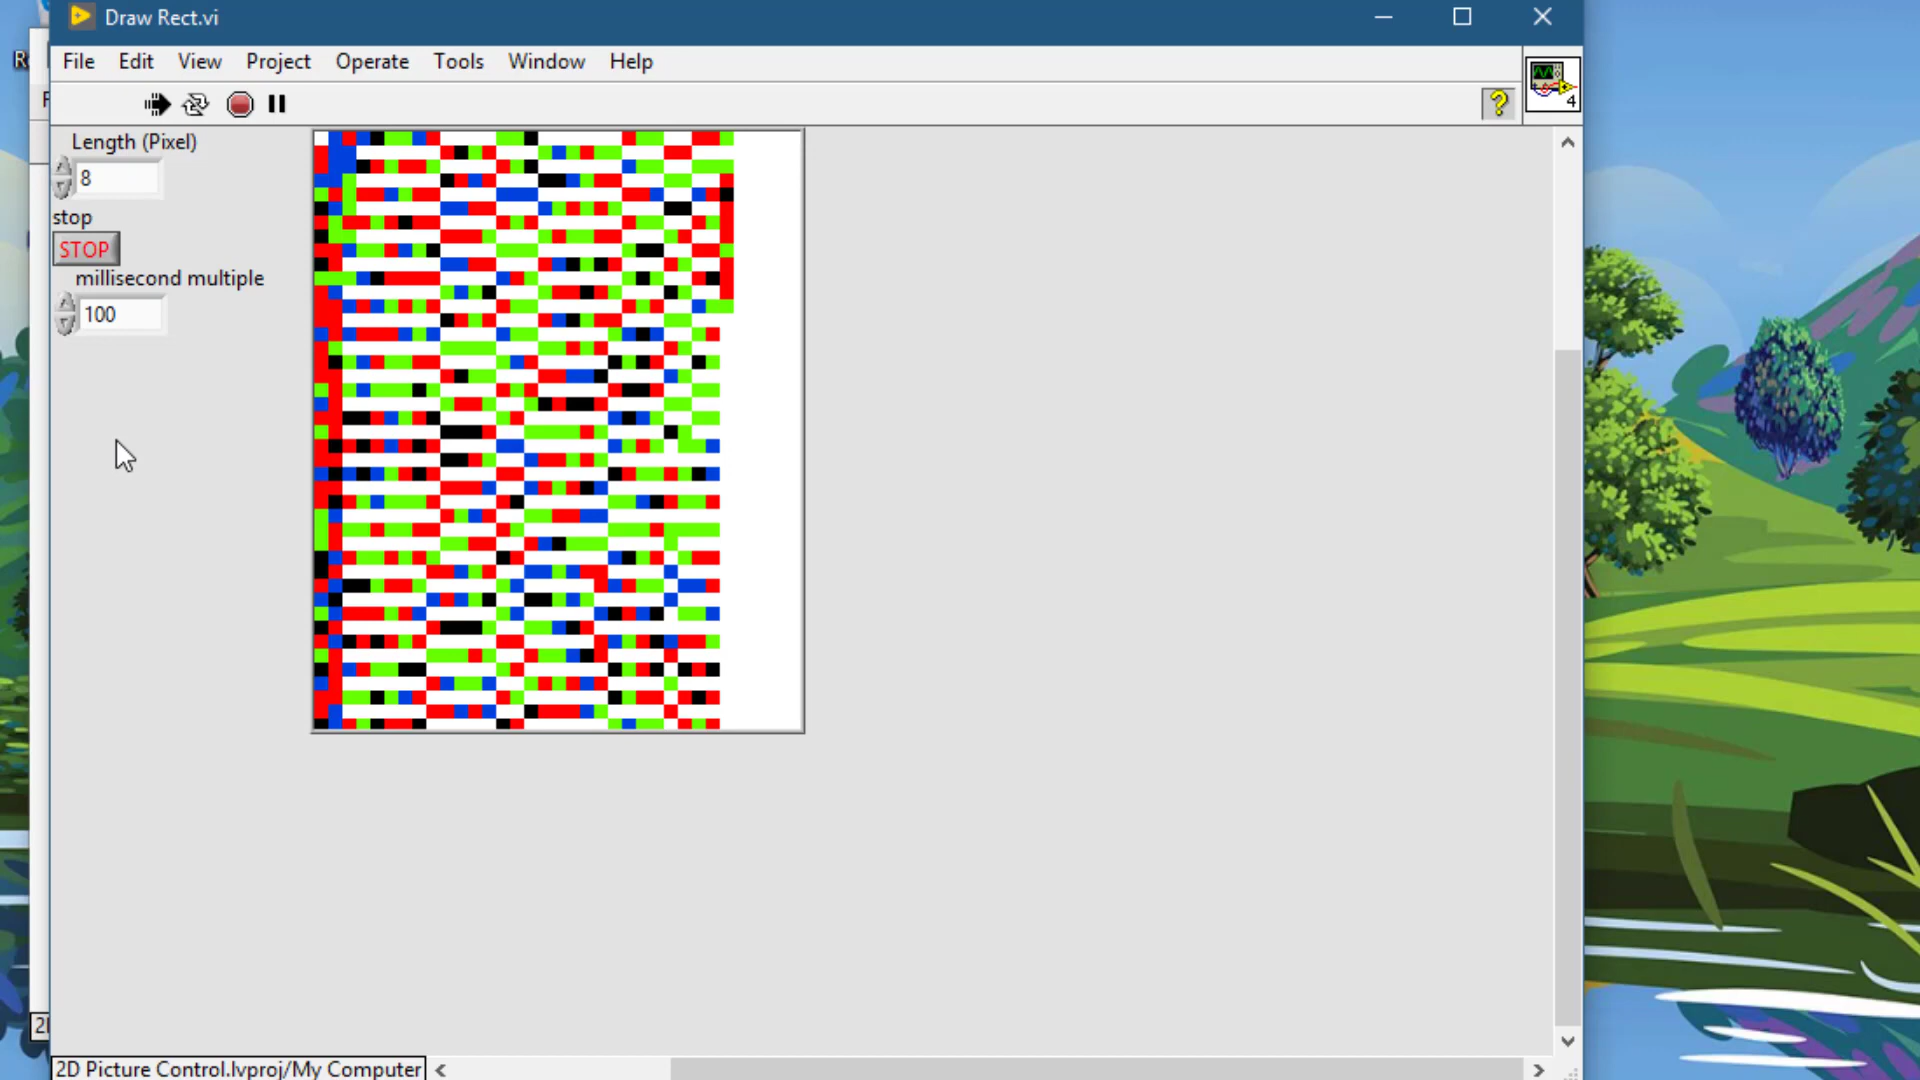 Draw Rect.vi
File Edit View Project Operate Tools Window Help
?
4
Length (Pixel)
8
stop
STOP
millisecond multiple
100
2D Picture Control.lvproj/My Computer